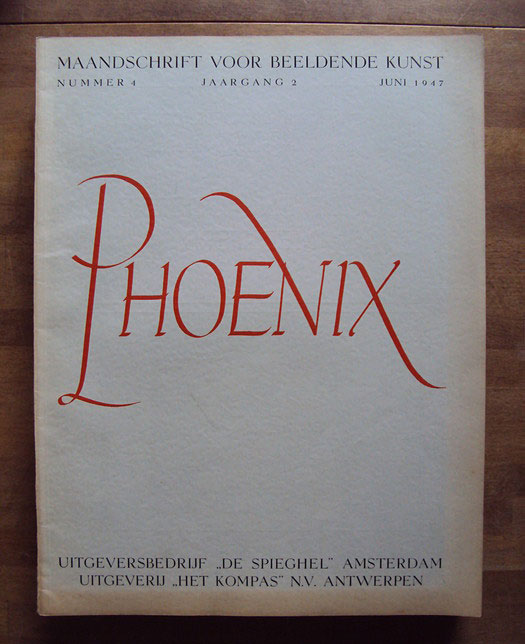 MAANDSCHRIFT VOOR BEELDENDE KUNST
NUMMER 4 JAARGANG 2 JUNI 1947
PHOENIX
UITGEVERSBEDRIJF „DE SPIEGHEL" AMSTERDAM
UITGEVERIJ „HET KOMPAS" N.V. ANTWERPEN